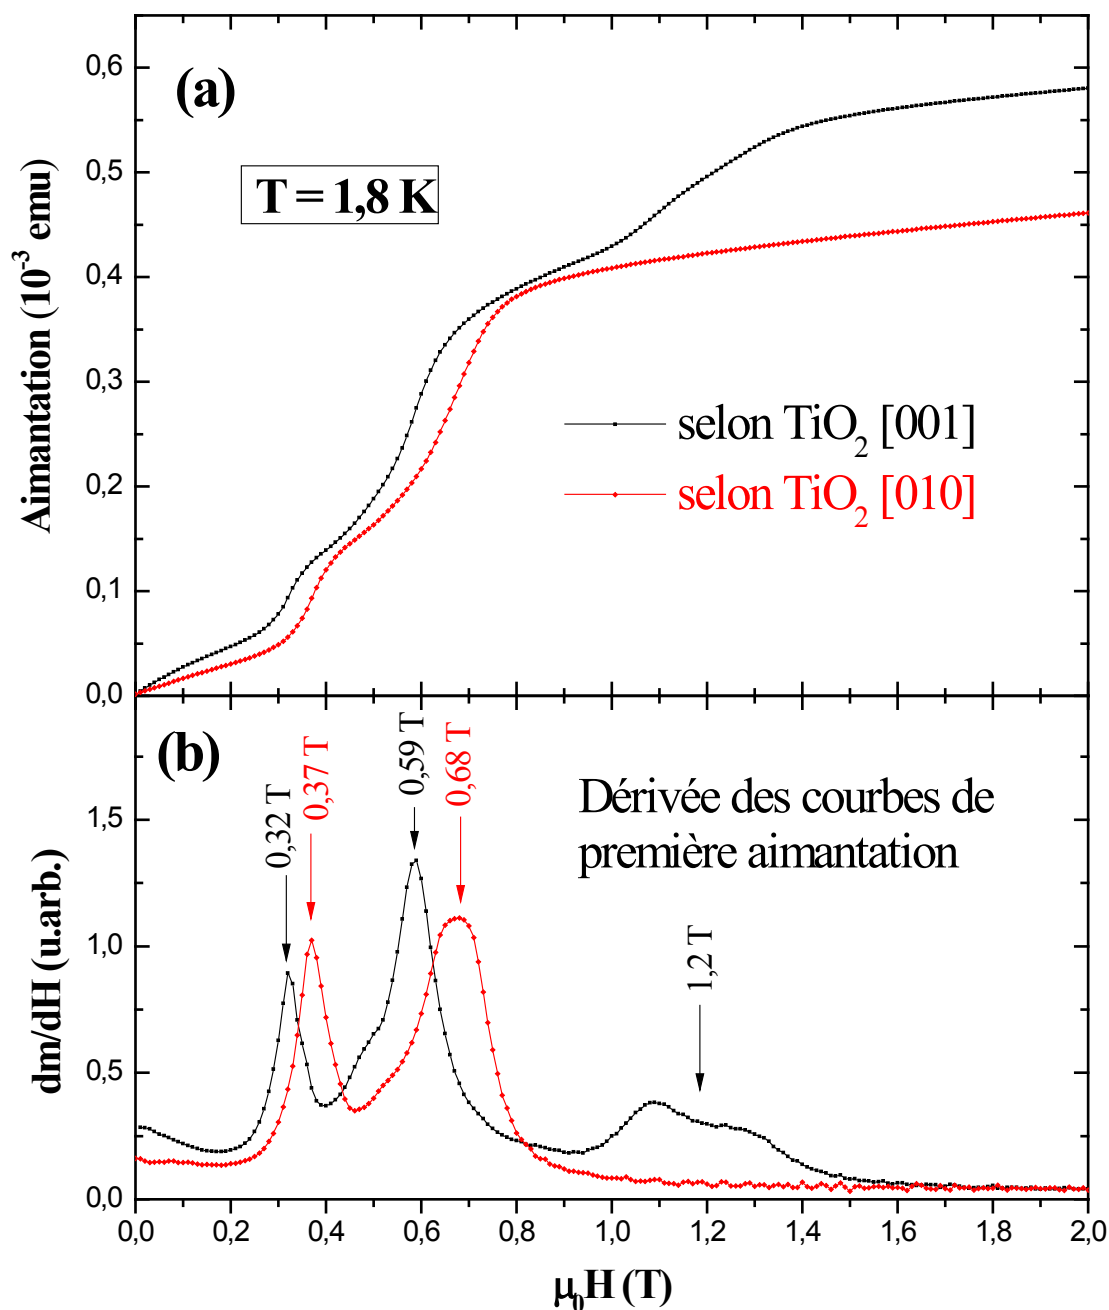 (a)
T = 1,8 K
Aimantation (10⁻³ emu)
0,6
0,5
0,4
0,3
0,2
0,1
0,0
selon TiO₂ [001]
selon TiO₂ [010]
(b)
0,32 T
0,37 T
0,59 T
0,68 T
1,2 T
Dérivée des courbes de
première aimantation
dm/dH (u.arb.)
1,5
1,0
0,5
0,0
0,0 0,2 0,4 0,6 0,8 1,0 1,2 1,4 1,6 1,8 2,0
μ₀H (T)